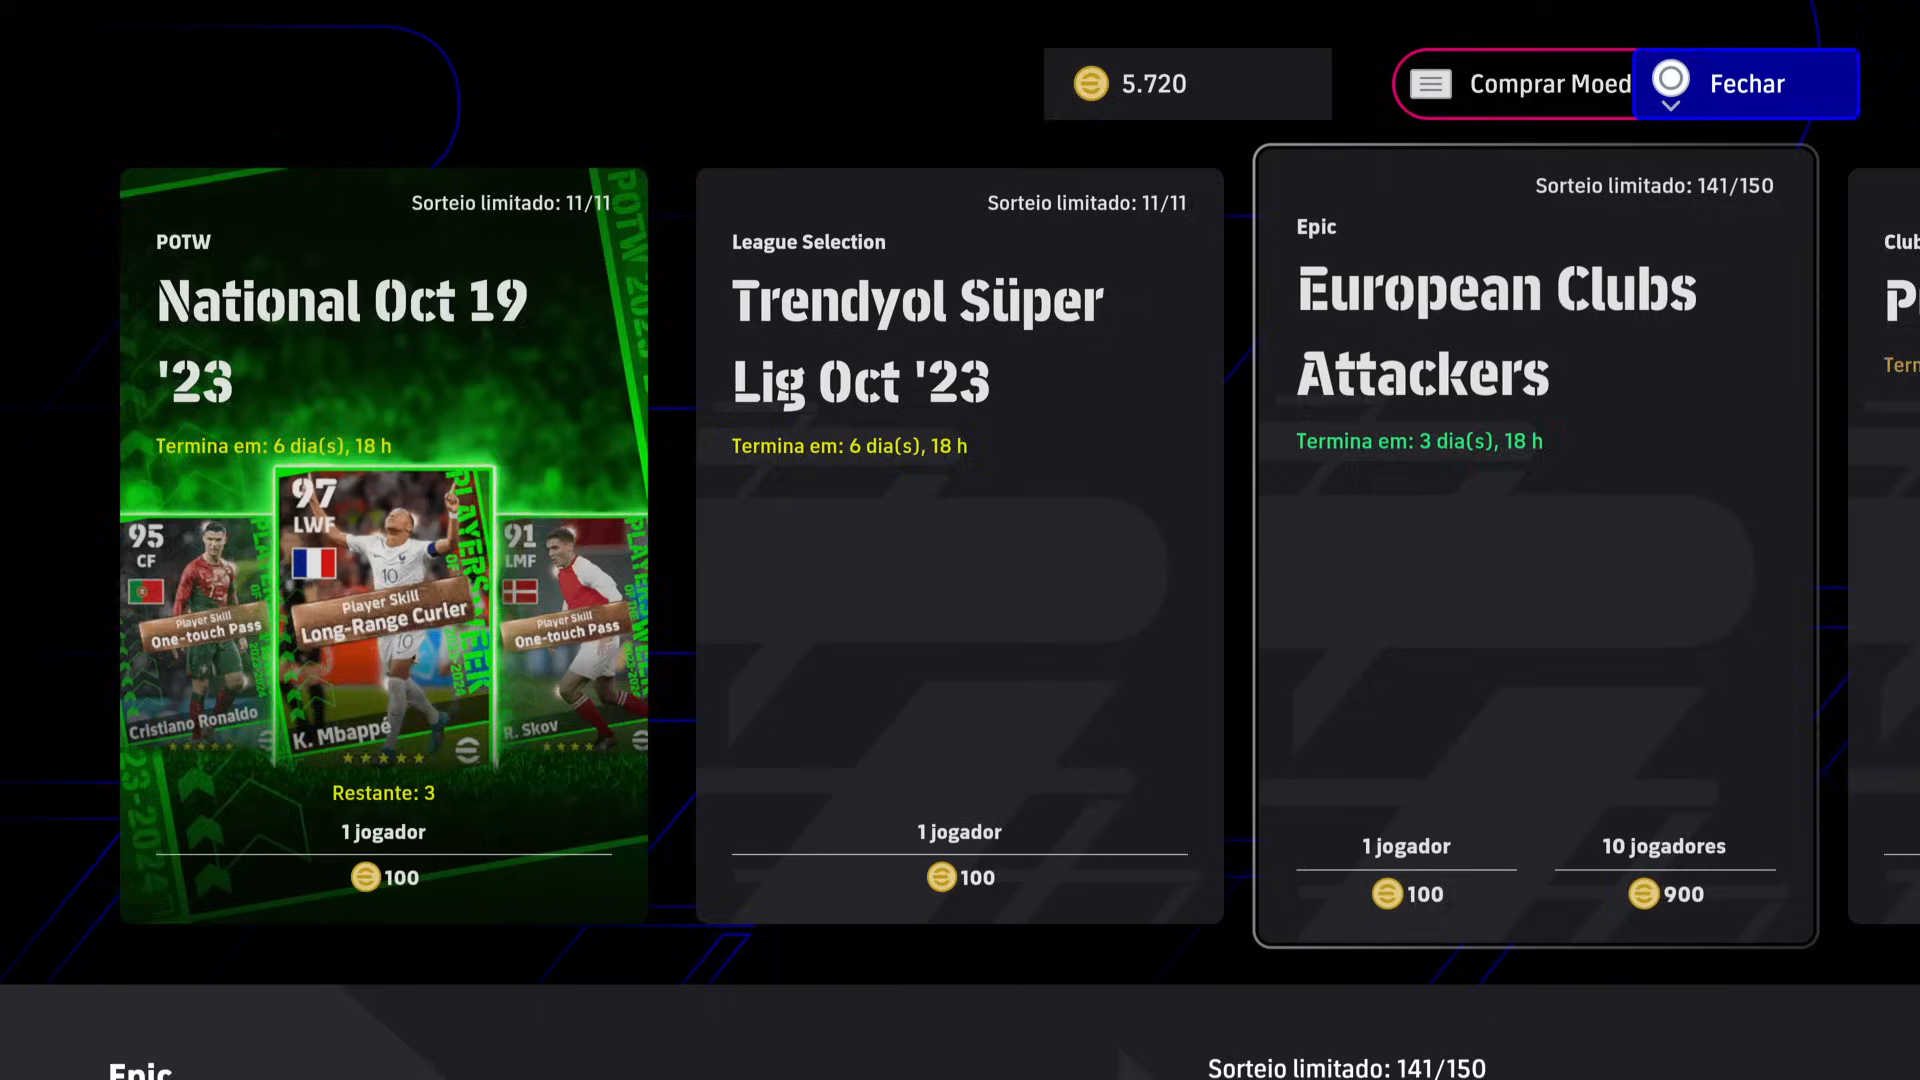 5.720
Comprar Moed
Fechar
Sorteio limitado: 11/11
POTW
National Oct 19
'23
Termina em: 6 dia(s), 18 h
95
CF
Player Skill
One-touch Pass
Cristiano Ronaldo
97
LWF
Player Skill
Long-Range Curler
K. Mbappé
91
LMF
Player Skill
One-touch Pass
R. Skov
Restante: 3
1 jogador
100
Sorteio limitado: 11/11
League Selection
Trendyol Süper
Lig Oct '23
Termina em: 6 dia(s), 18 h
1 jogador
100
Sorteio limitado: 141/150
Epic
European Clubs
Attackers
Termina em: 3 dia(s), 18 h
1 jogador
100
10 jogadores
900
Club
Term
Epic
Sorteio limitado: 141/150